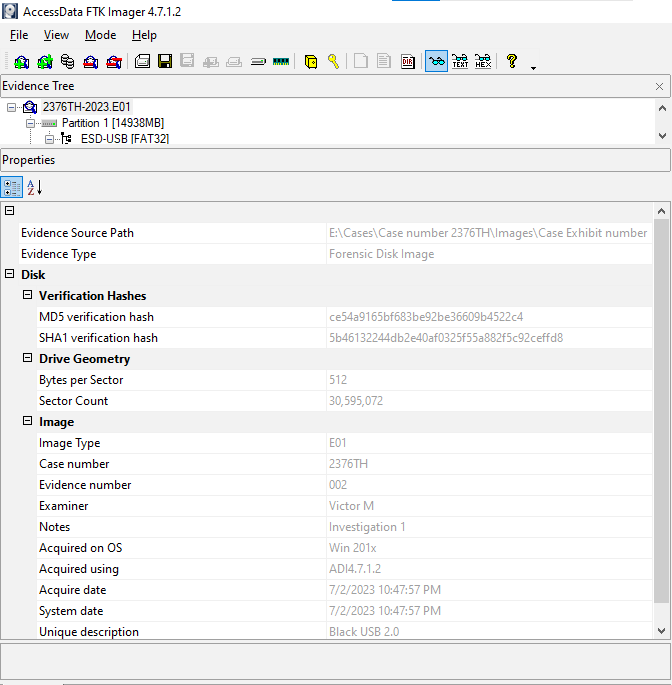 AccessData FTK Imager 4.7.1.2
File View Mode Help
TEXT HEX
Evidence Tree
2376TH-2023.E01
Partition 1 [14938MB]
ESD-USB [FAT32]
Properties
Evidence Source Path E:\Cases\Case number 2376TH\Images\Case Exhibit number
Evidence Type Forensic Disk Image
Disk
Verification Hashes
MD5 verification hash ce54a9165bf683be92be36609b4522c4
SHA1 verification hash 5b46132244db2e40af0325f55a882f5c92ceffd8
Drive Geometry
Bytes per Sector 512
Sector Count 30,595,072
Image
Image Type E01
Case number 2376TH
Evidence number 002
Examiner Victor M
Notes Investigation 1
Acquired on OS Win 201x
Acquired using ADI4.7.1.2
Acquire date 7/2/2023 10:47:57 PM
System date 7/2/2023 10:47:57 PM
Unique description Black USB 2.0